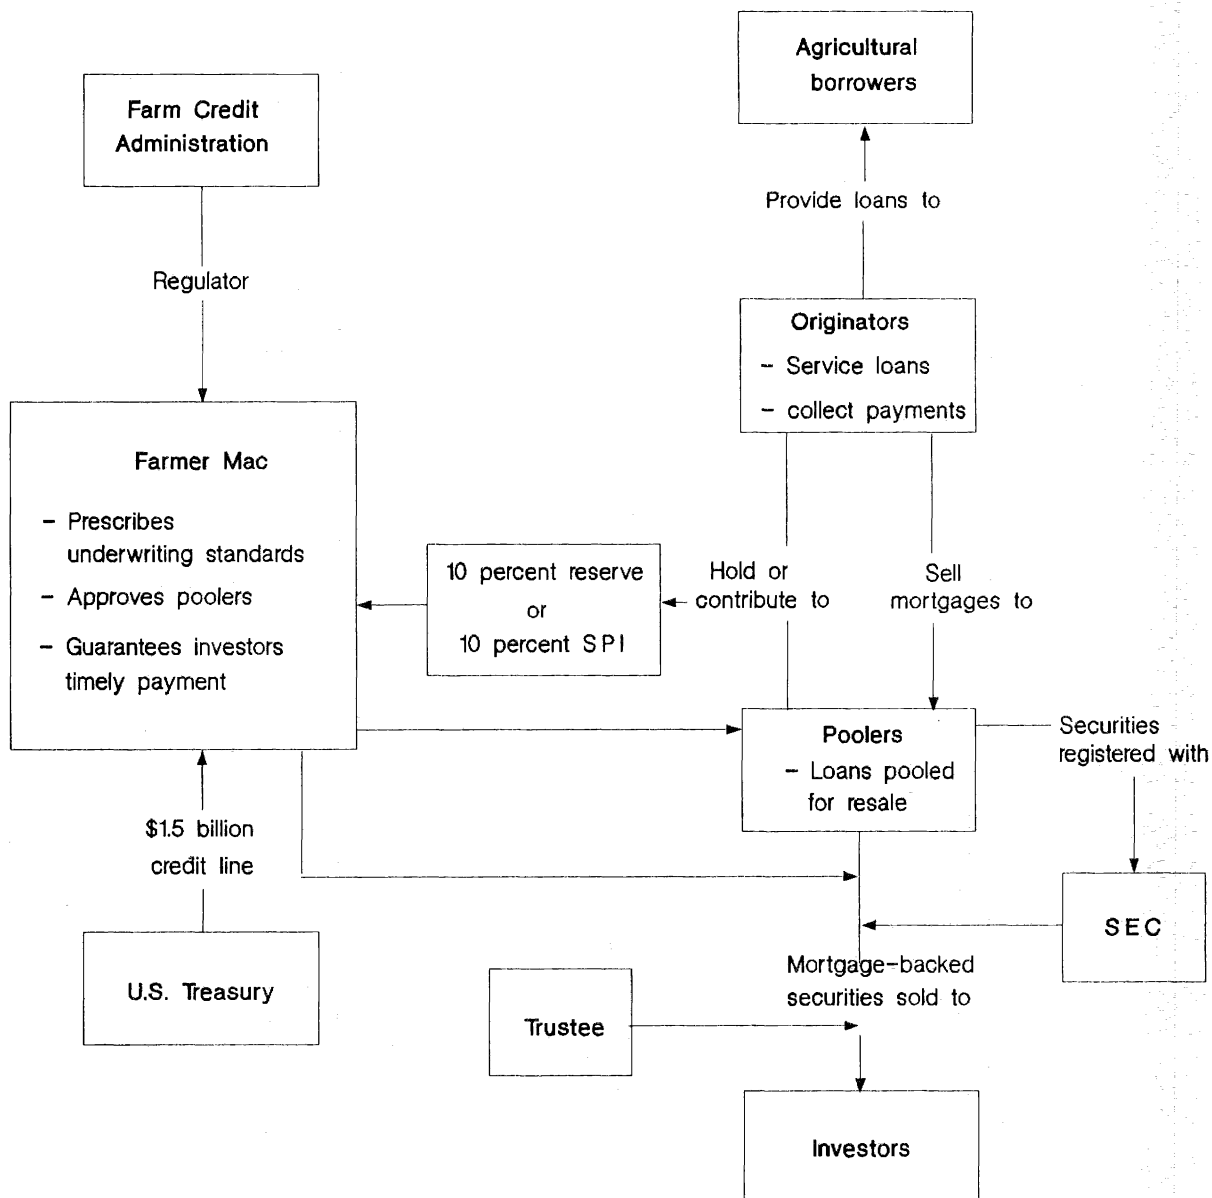 Agricultural
borrowers
Farm Credit
Administration
Provide loans to
Regulator
Originators
- Service loans
- collect payments
Farmer Mac
- Prescribes
underwriting standards
- Approves poolers
- Guarantees investors
timely payment
10 percent reserve
or
10 percent SPI
Hold or
contribute to
Sell
mortgages to
Poolers
- Loans pooled
for resale
Securities
registered with
$1.5 billion
credit line
SEC
U.S. Treasury
Mortgage-backed
securities sold to
Trustee
Investors